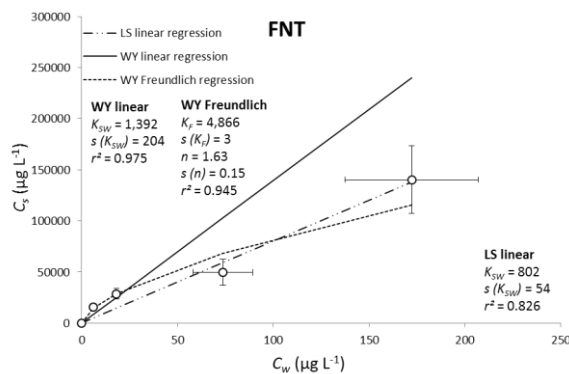 FNT
LS linear regression
WY linear regression
WY Freundlich regression
WY linear
K_SW = 1,392
s (K_SW) = 204
r² = 0.975
WY Freundlich
K_F = 4,866
s (K_F) = 3
n = 1.63
s (n) = 0.15
r² = 0.945
LS linear
K_SW = 802
s (K_SW) = 54
r² = 0.826
C_s (µg L⁻¹)
300000
250000
200000
150000
100000
50000
0
0
50
100
150
200
250
C_w (µg L⁻¹)